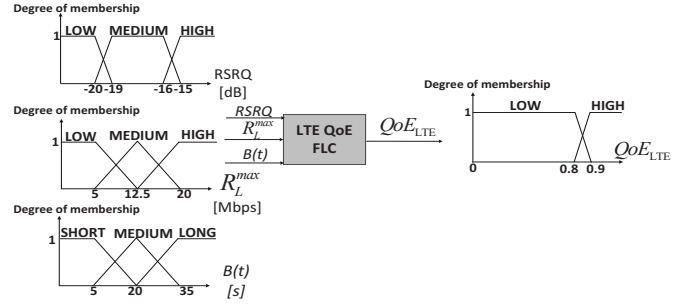 Degree of membership
1
LOW MEDIUM HIGH
-20 -19 -16 -15
RSRQ
[dB]
Degree of membership
1
LOW MEDIUM HIGH
5 12.5 20
R_L^max
[Mbps]
Degree of membership
1
SHORT MEDIUM LONG
5 20 35
B(t)
[s]
RSRQ
R_L^max
B(t)
LTE QoE
FLC
QoE_LTE
Degree of membership
1
LOW HIGH
0 0.8 0.9
QoE_LTE